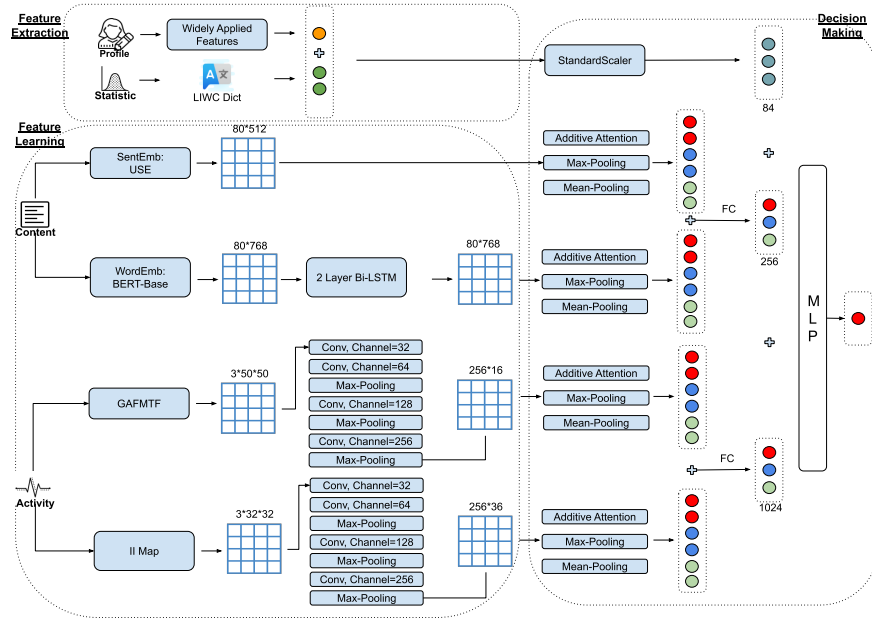 Feature
Extraction
Profile
Widely Applied
Features
Statistic
A
文
LIWC Dict
Decision
Making
StandardScaler
84
Feature
Learning
Content
SentEmb:
USE
80*512
Additive Attention
Max-Pooling
Mean-Pooling
FC
256
WordEmb:
BERT-Base
80*768
2 Layer Bi-LSTM
80*768
Additive Attention
Max-Pooling
Mean-Pooling
M
L
P
Activity
GAFMTF
3*50*50
Conv, Channel=32
Conv, Channel=64
Max-Pooling
Conv, Channel=128
Max-Pooling
Conv, Channel=256
Max-Pooling
256*16
Additive Attention
Max-Pooling
Mean-Pooling
FC
1024
II Map
3*32*32
Conv, Channel=32
Conv, Channel=64
Max-Pooling
Conv, Channel=128
Max-Pooling
Conv, Channel=256
Max-Pooling
256*36
Additive Attention
Max-Pooling
Mean-Pooling